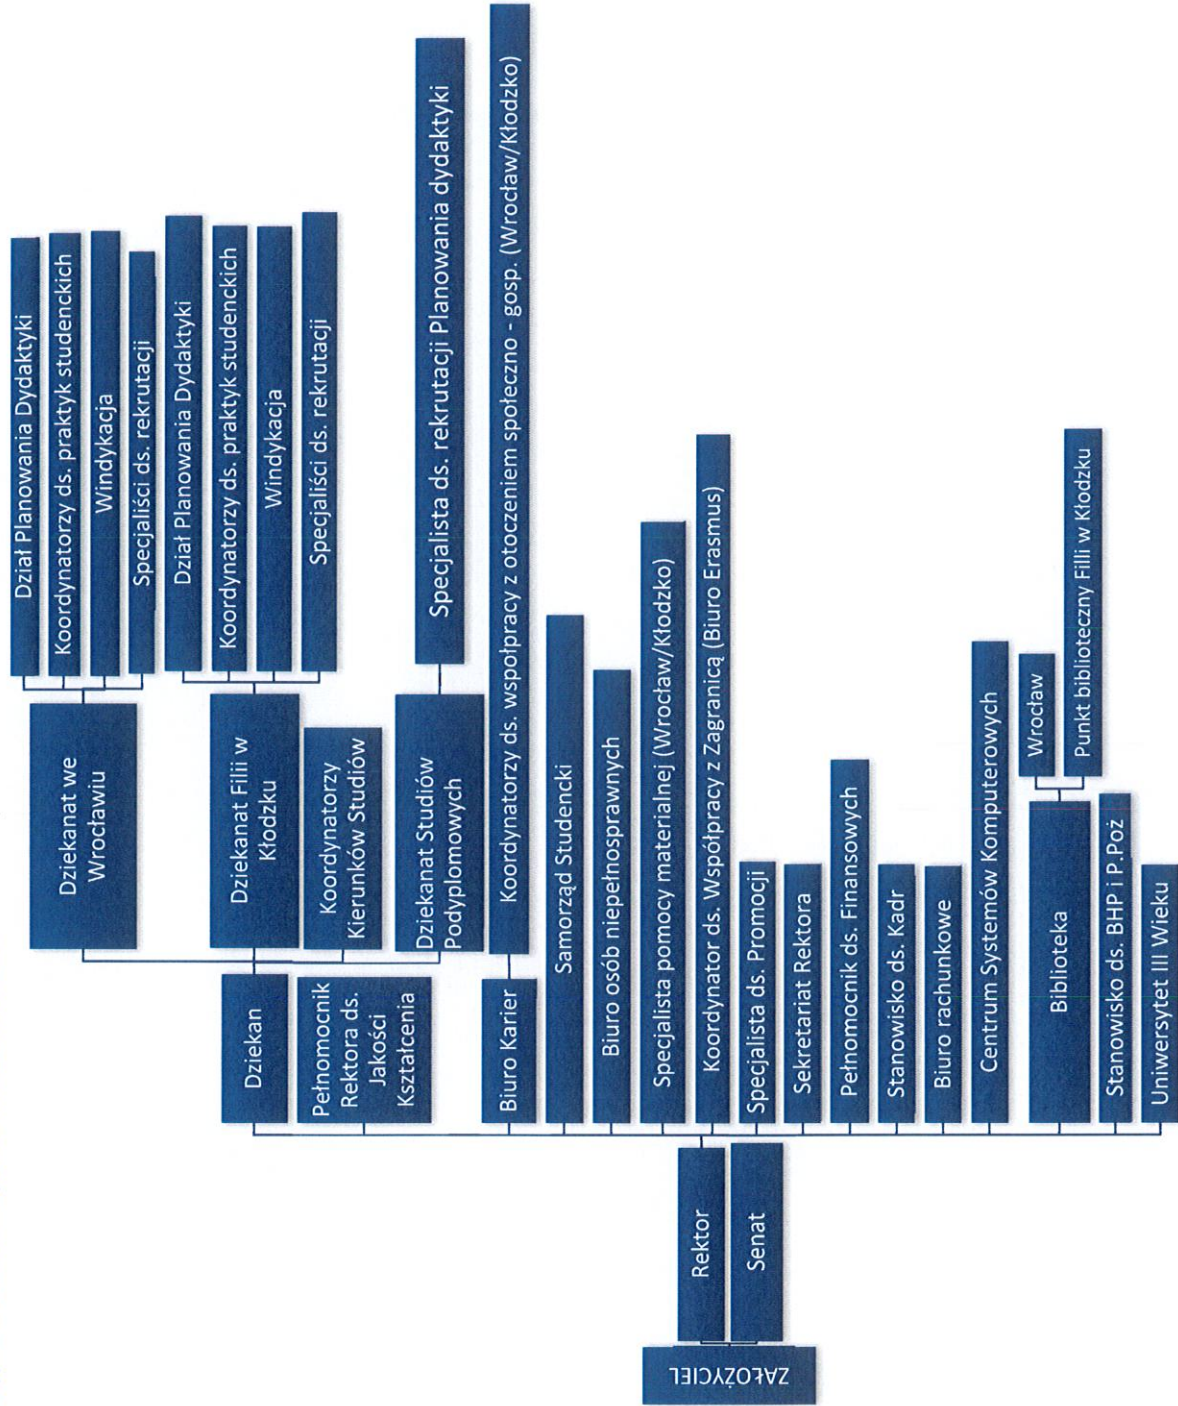 ZAŁOŻYCIEL
Rektor
Senat
Dziekan
Dziekanat we
Wrocławiu
Dział Planowania Dydaktyki
Koordynatorzy ds. praktyk studenckich
Windykacja
Specjaliści ds. rekrutacji
Dziekanat Filii w
Kłodzku
Dział Planowania Dydaktyki
Koordynatorzy ds. praktyk studenckich
Windykacja
Specjaliści ds. rekrutacji
Koordynatorzy
Kierunków Studiów
Dziekanat Studiów
Podyplomowych
Specjalista ds. rekrutacji Planowania dydaktyki
Pełnomocnik
Rektora ds.
Jakości
Kształcenia
Biuro Karier
Koordynatorzy ds. wspołpracy z otoczeniem społeczno - gosp. (Wrocław/Kłodzko)
Samorząd Studencki
Biuro osób niepełnosprawnych
Specjalista pomocy materialnej (Wrocław/Kłodzko)
Koordynator ds. Współpracy z Zagranicą (Biuro Erasmus)
Specjalista ds. Promocji
Sekretariat Rektora
Pełnomocnik ds. Finansowych
Stanowisko ds. Kadr
Biuro rachunkowe
Centrum Systemów Komputerowych
Biblioteka
Wrocław
Punkt biblioteczny Filli w Kłodzku
Stanowisko ds. BHP i P.Poż
Uniwersytet III Wieku